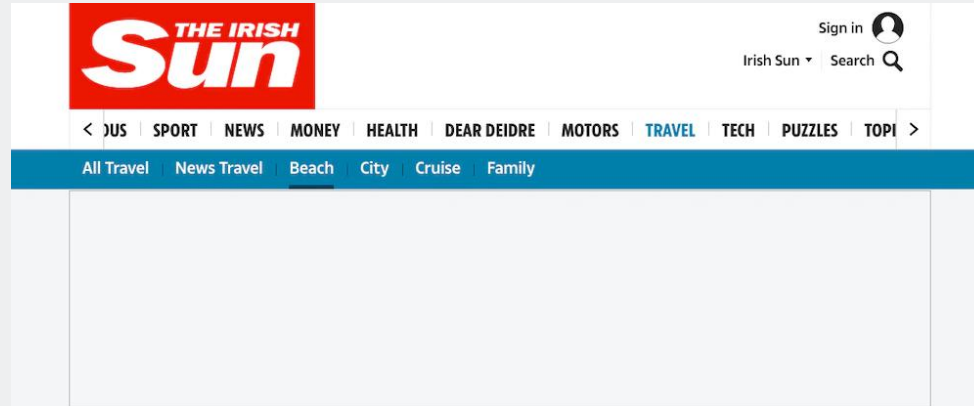 THE IRISH
Sun
Sign in
Irish Sun Search
SPORT NEWS MONEY HEALTH DEAR DEIDRE MOTORS TRAVEL TECH PUZZLES
All Travel News Travel Beach City Cruise Family